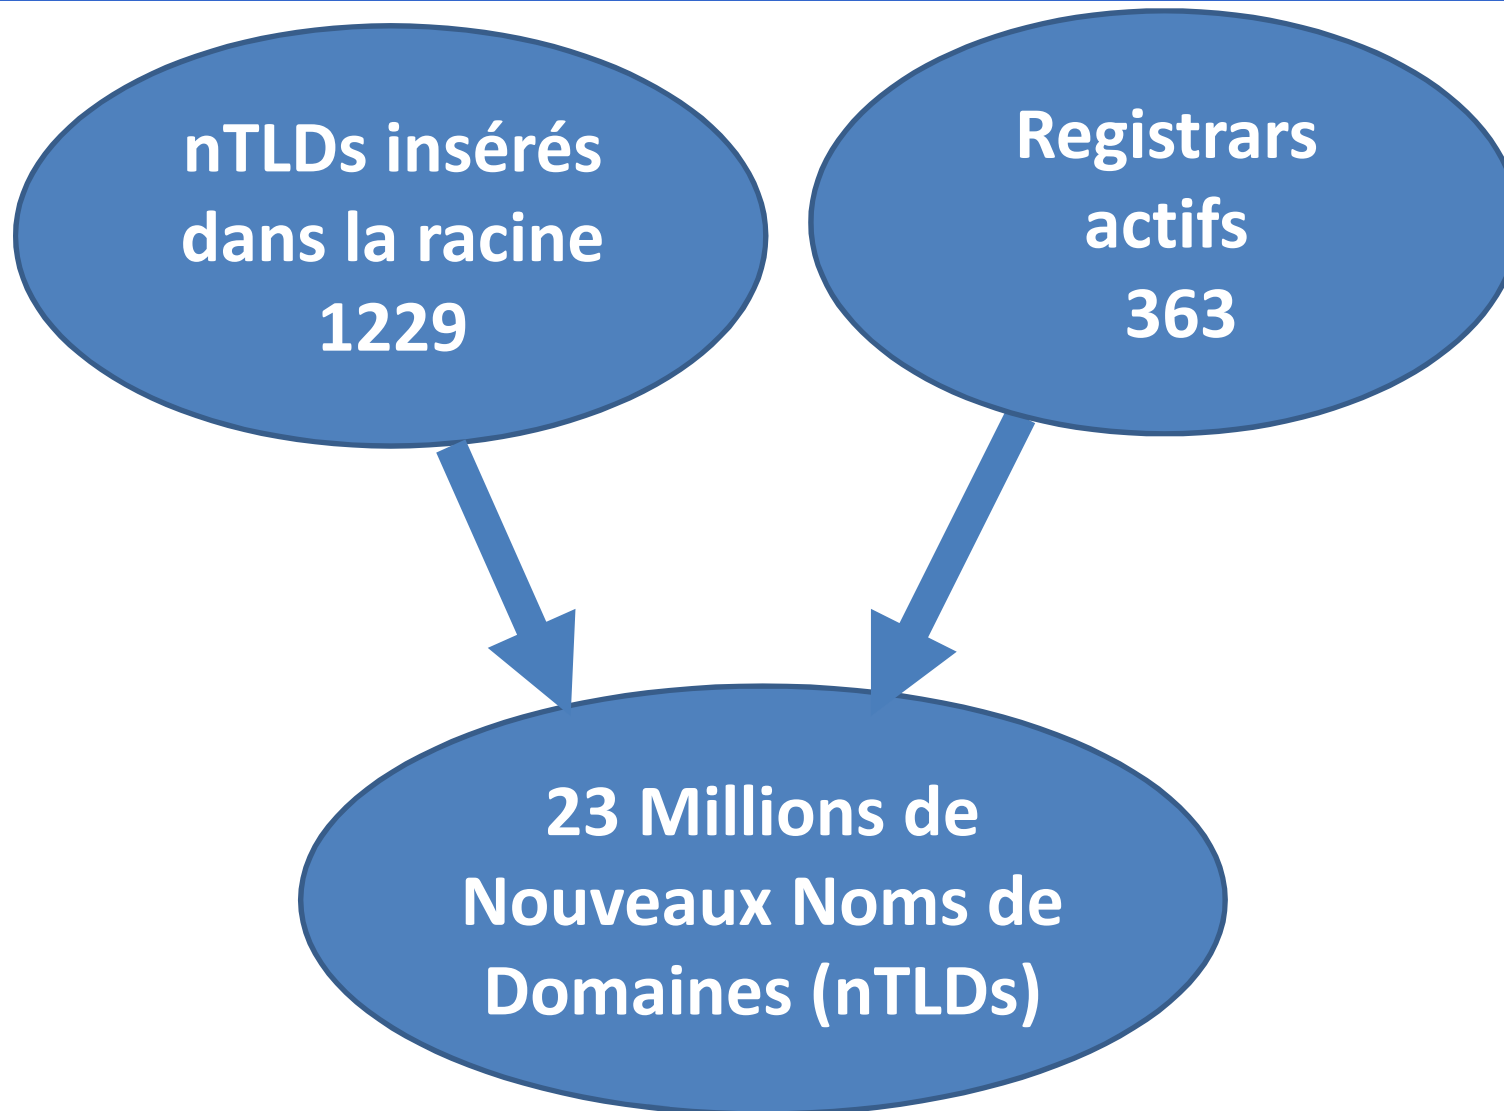 nTLDs insérés
dans la racine
1229
Registrars
actifs
363
23 Millions de
Nouveaux Noms de
Domaines (nTLDs)